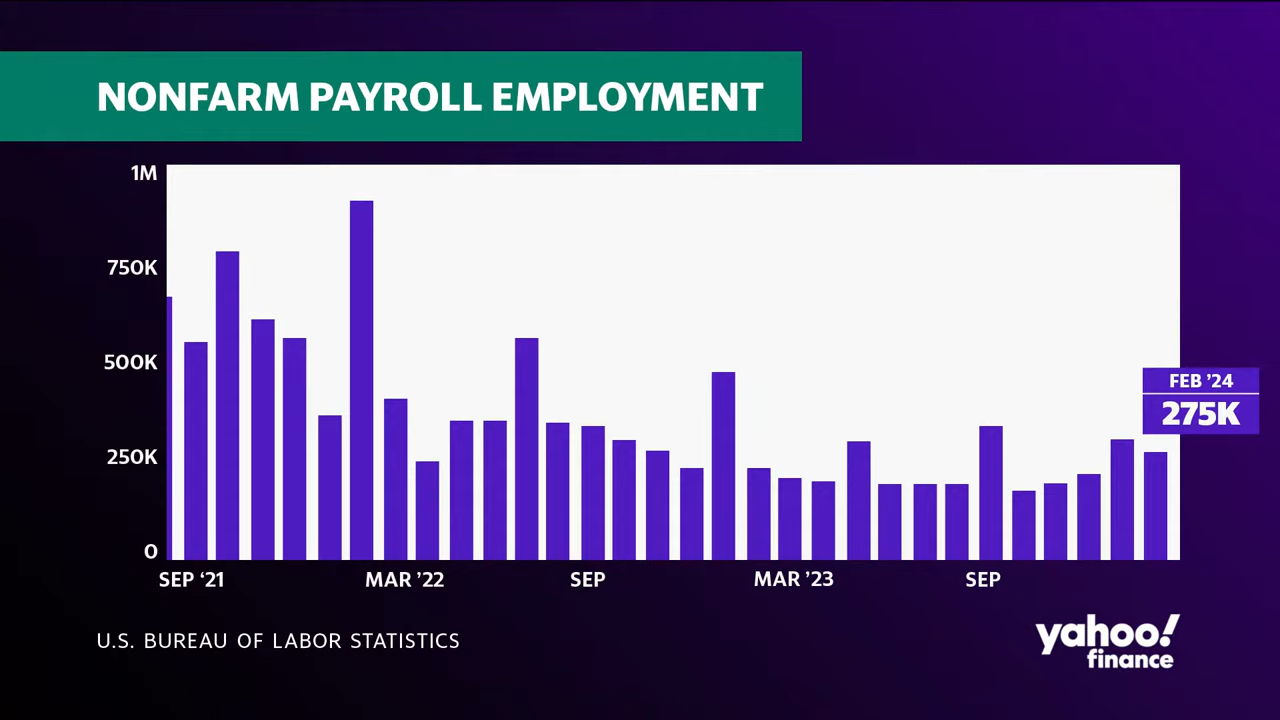 NONFARM PAYROLL EMPLOYMENT
1M
750K
500K
250K
0
FEB ’24
275K
SEP ‘21
MAR ’22
SEP
MAR ’23
SEP
U.S. BUREAU OF LABOR STATISTICS
yahoo!
finance